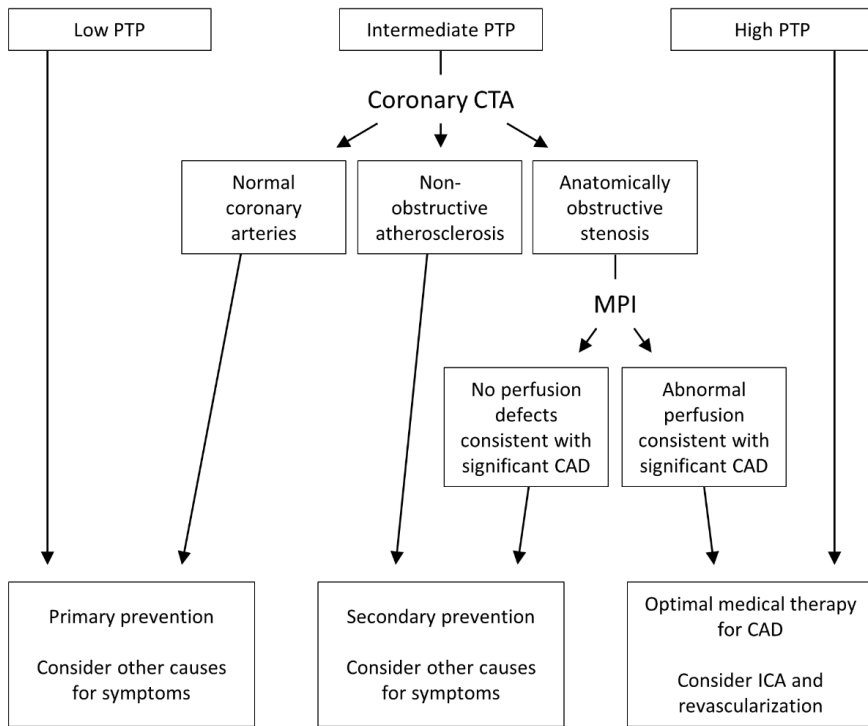 Low PTP
Intermediate PTP
High PTP
Coronary CTA
Normal
coronary
arteries
Non-
obstructive
atherosclerosis
Anatomically
obstructive
stenosis
MPI
No perfusion
defects
consistent with
significant CAD
Abnormal
perfusion
consistent with
significant CAD
Primary prevention
Consider other causes
for symptoms
Secondary prevention
Consider other causes
for symptoms
Optimal medical therapy
for CAD
Consider ICA and
revascularization